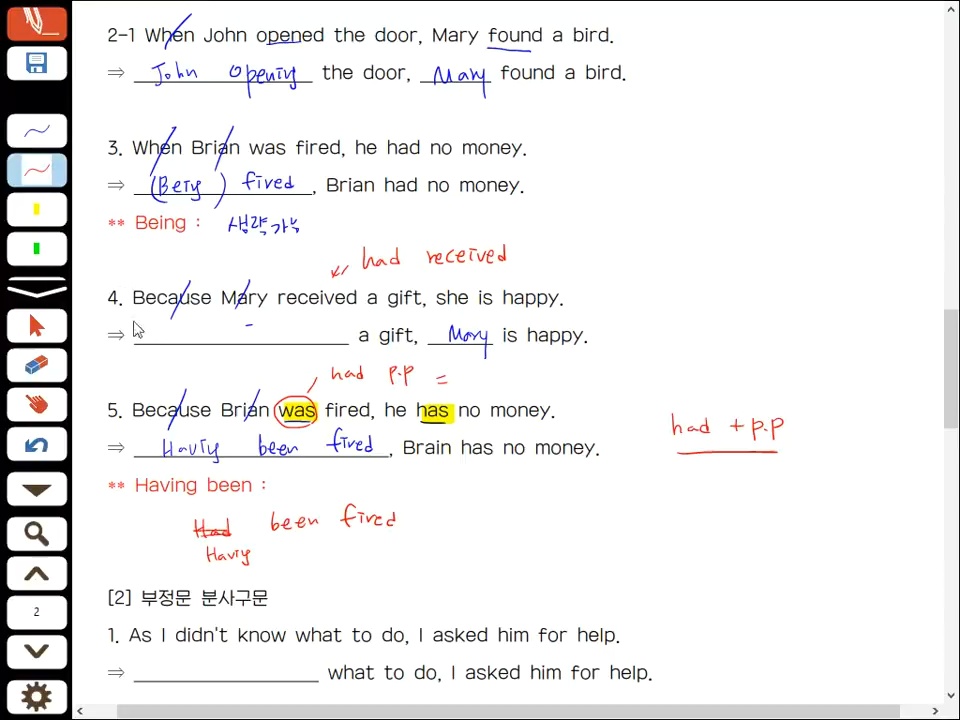 2-1 When John opened the door, Mary found a bird.
⇒ John opening the door, Mary found a bird.
3. When Brian was fired, he had no money.
⇒ (Being) fired, Brian had no money.
** Being : 생략가능
had received
4. Because Mary received a gift, she is happy.
⇒ a gift, Mary is happy.
had p.p =
5. Because Brian was fired, he has no money.
had + p.p
⇒ Having been fired, Brain has no money.
** Having been :
Had been fired
Having
[2] 부정문 분사구문
1. As I didn't know what to do, I asked him for help.
⇒ what to do, I asked him for help.
2